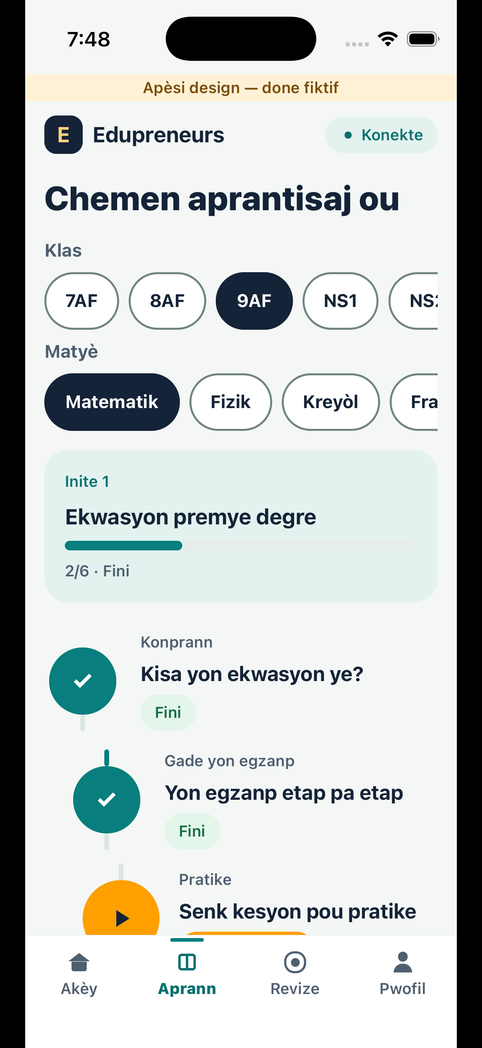 7:48
Apèsi design — done fiktif
E Edupreneurs
Konekte
Chemen aprantisaj ou
Klas
7AF 8AF 9AF NS1 NS2
Matyè
Matematik Fizik Kreyòl Fra
Inite 1
Ekwasyon premye degre
2/6 · Fini
Konprann
Kisa yon ekwasyon ye?
Fini
Gade yon egzanp
Yon egzanp etap pa etap
Fini
Pratike
Senk kesyon pou pratike
Akèy Aprann Revize Pwofil